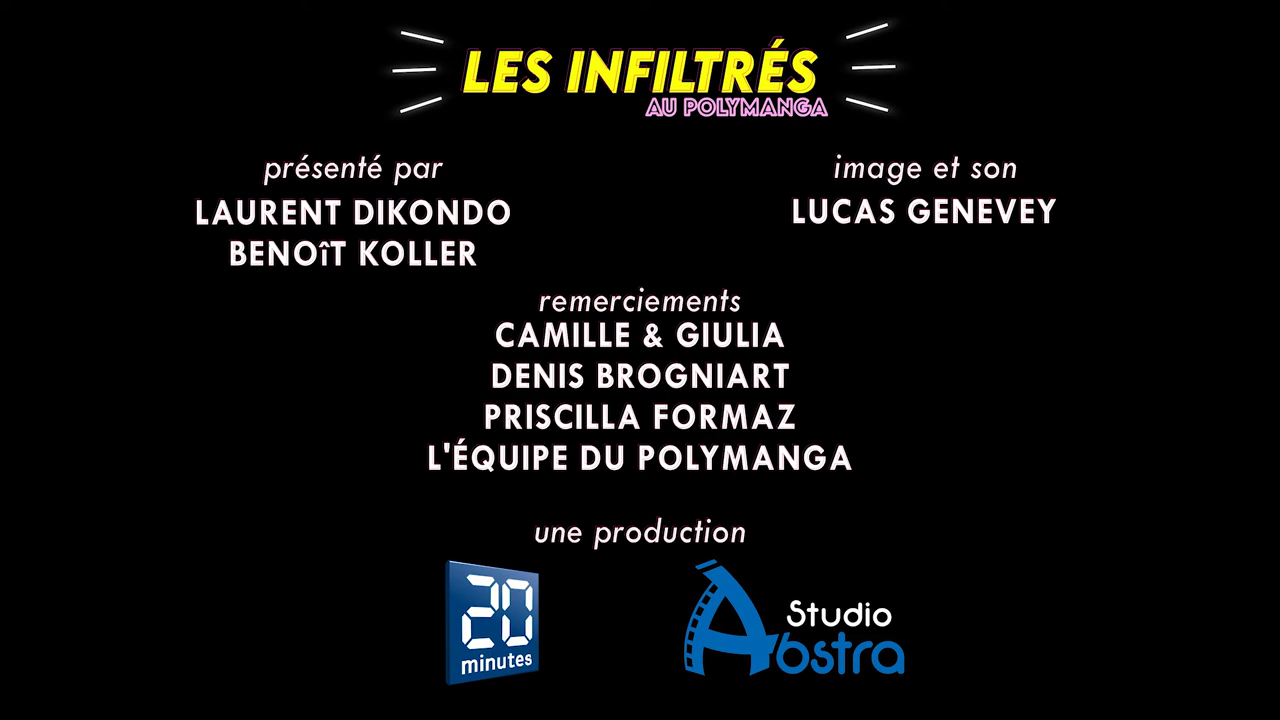 LES INFILTRÉS
AU POLYMANGA
présenté par
LAURENT DIKONDO
BENOîT KOLLER
image et son
LUCAS GENEVEY
remerciements
CAMILLE & GIULIA
DENIS BROGNIART
PRISCILLA FORMAZ
L'ÉQUIPE DU POLYMANGA
une production
20
minutes
Studio
Abstra